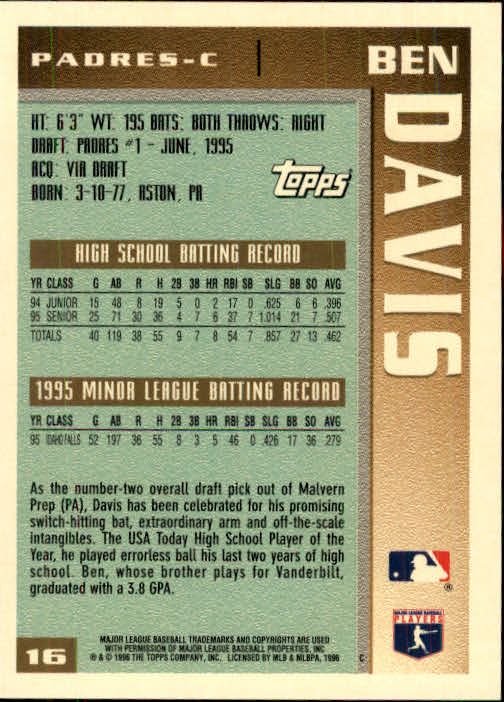 PADRES-C
BEN
DAVIS
HT: 6'3" WT: 195 BATS: BOTH THROWS: RIGHT
DRAFT: PADRES #1 - JUNE, 1995
ACQ: VIA DRAFT
BORN: 3-10-77, ASTON, PA
TOPPS
HIGH SCHOOL BATTING RECORD
YR CLASS G AB R H 2B 3B HR RBI SB SLG BB SO AVG
94 JUNIOR 15 48 8 19 5 0 2 17 0 .625 6 6 .396
95 SENIOR 25 71 30 36 4 7 6 37 7 1.014 21 7 .507
TOTALS 40 119 38 55 9 7 8 54 7 .857 27 13 .462
1995 MINOR LEAGUE BATTING RECORD
YR CLASS G AB R H 2B 3B HR RBI SB SLG BB SO AVG
95 IDAHO FALLS 52 197 36 55 8 3 5 46 0 .426 17 36 .279
As the number-two overall draft pick out of Malvern
Prep (PA), Davis has been celebrated for his promising
switch-hitting bat, extraordinary arm and off-the-scale
intangibles. The USA Today High School Player of
the Year, he played errorless ball his last two years of high
school. Ben, whose brother plays for Vanderbilt,
graduated with a 3.8 GPA.
MAJOR LEAGUE BASEBALL
PLAYERS
16
MAJOR LEAGUE BASEBALL TRADEMARKS AND COPYRIGHTS ARE USED
WITH PERMISSION OF MAJOR LEAGUE BASEBALL PROPERTIES, INC
® & © 1996 THE TOPPS COMPANY, INC. LICENSED BY MLB & MLBPA, 1996 C